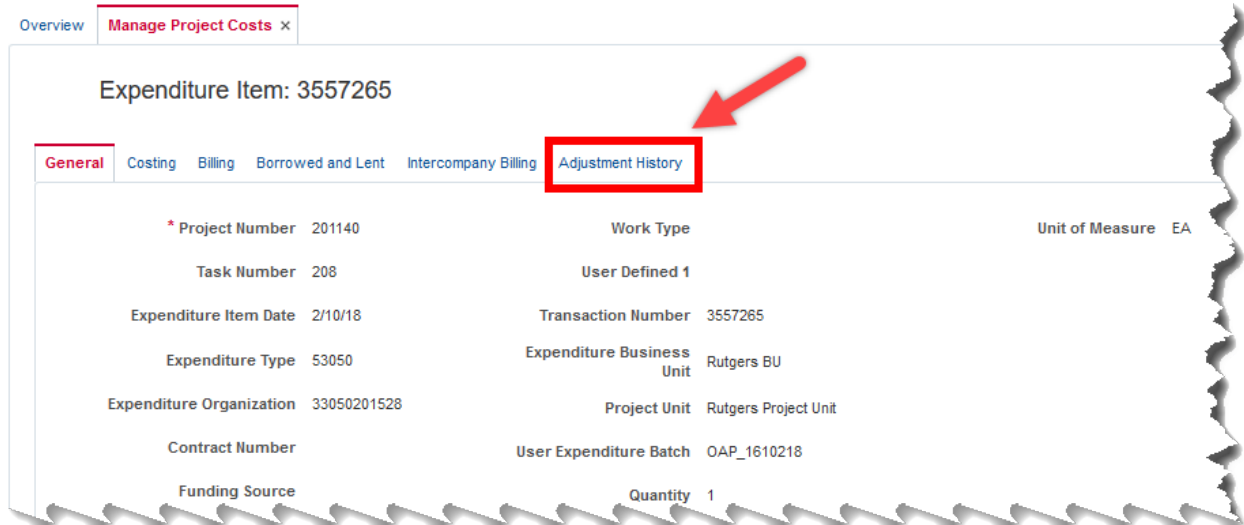 Overview Manage Project Costs ×
Expenditure Item: 3557265
General Costing Billing Borrowed and Lent Intercompany Billing Adjustment History
* Project Number 201140 Work Type Unit of Measure EA
Task Number 208 User Defined 1
Expenditure Item Date 2/10/18 Transaction Number 3557265
Expenditure Type 53050 Expenditure Business Unit Rutgers BU
Expenditure Organization 33050201528 Project Unit Rutgers Project Unit
Contract Number User Expenditure Batch OAP_1610218
Funding Source Quantity 1